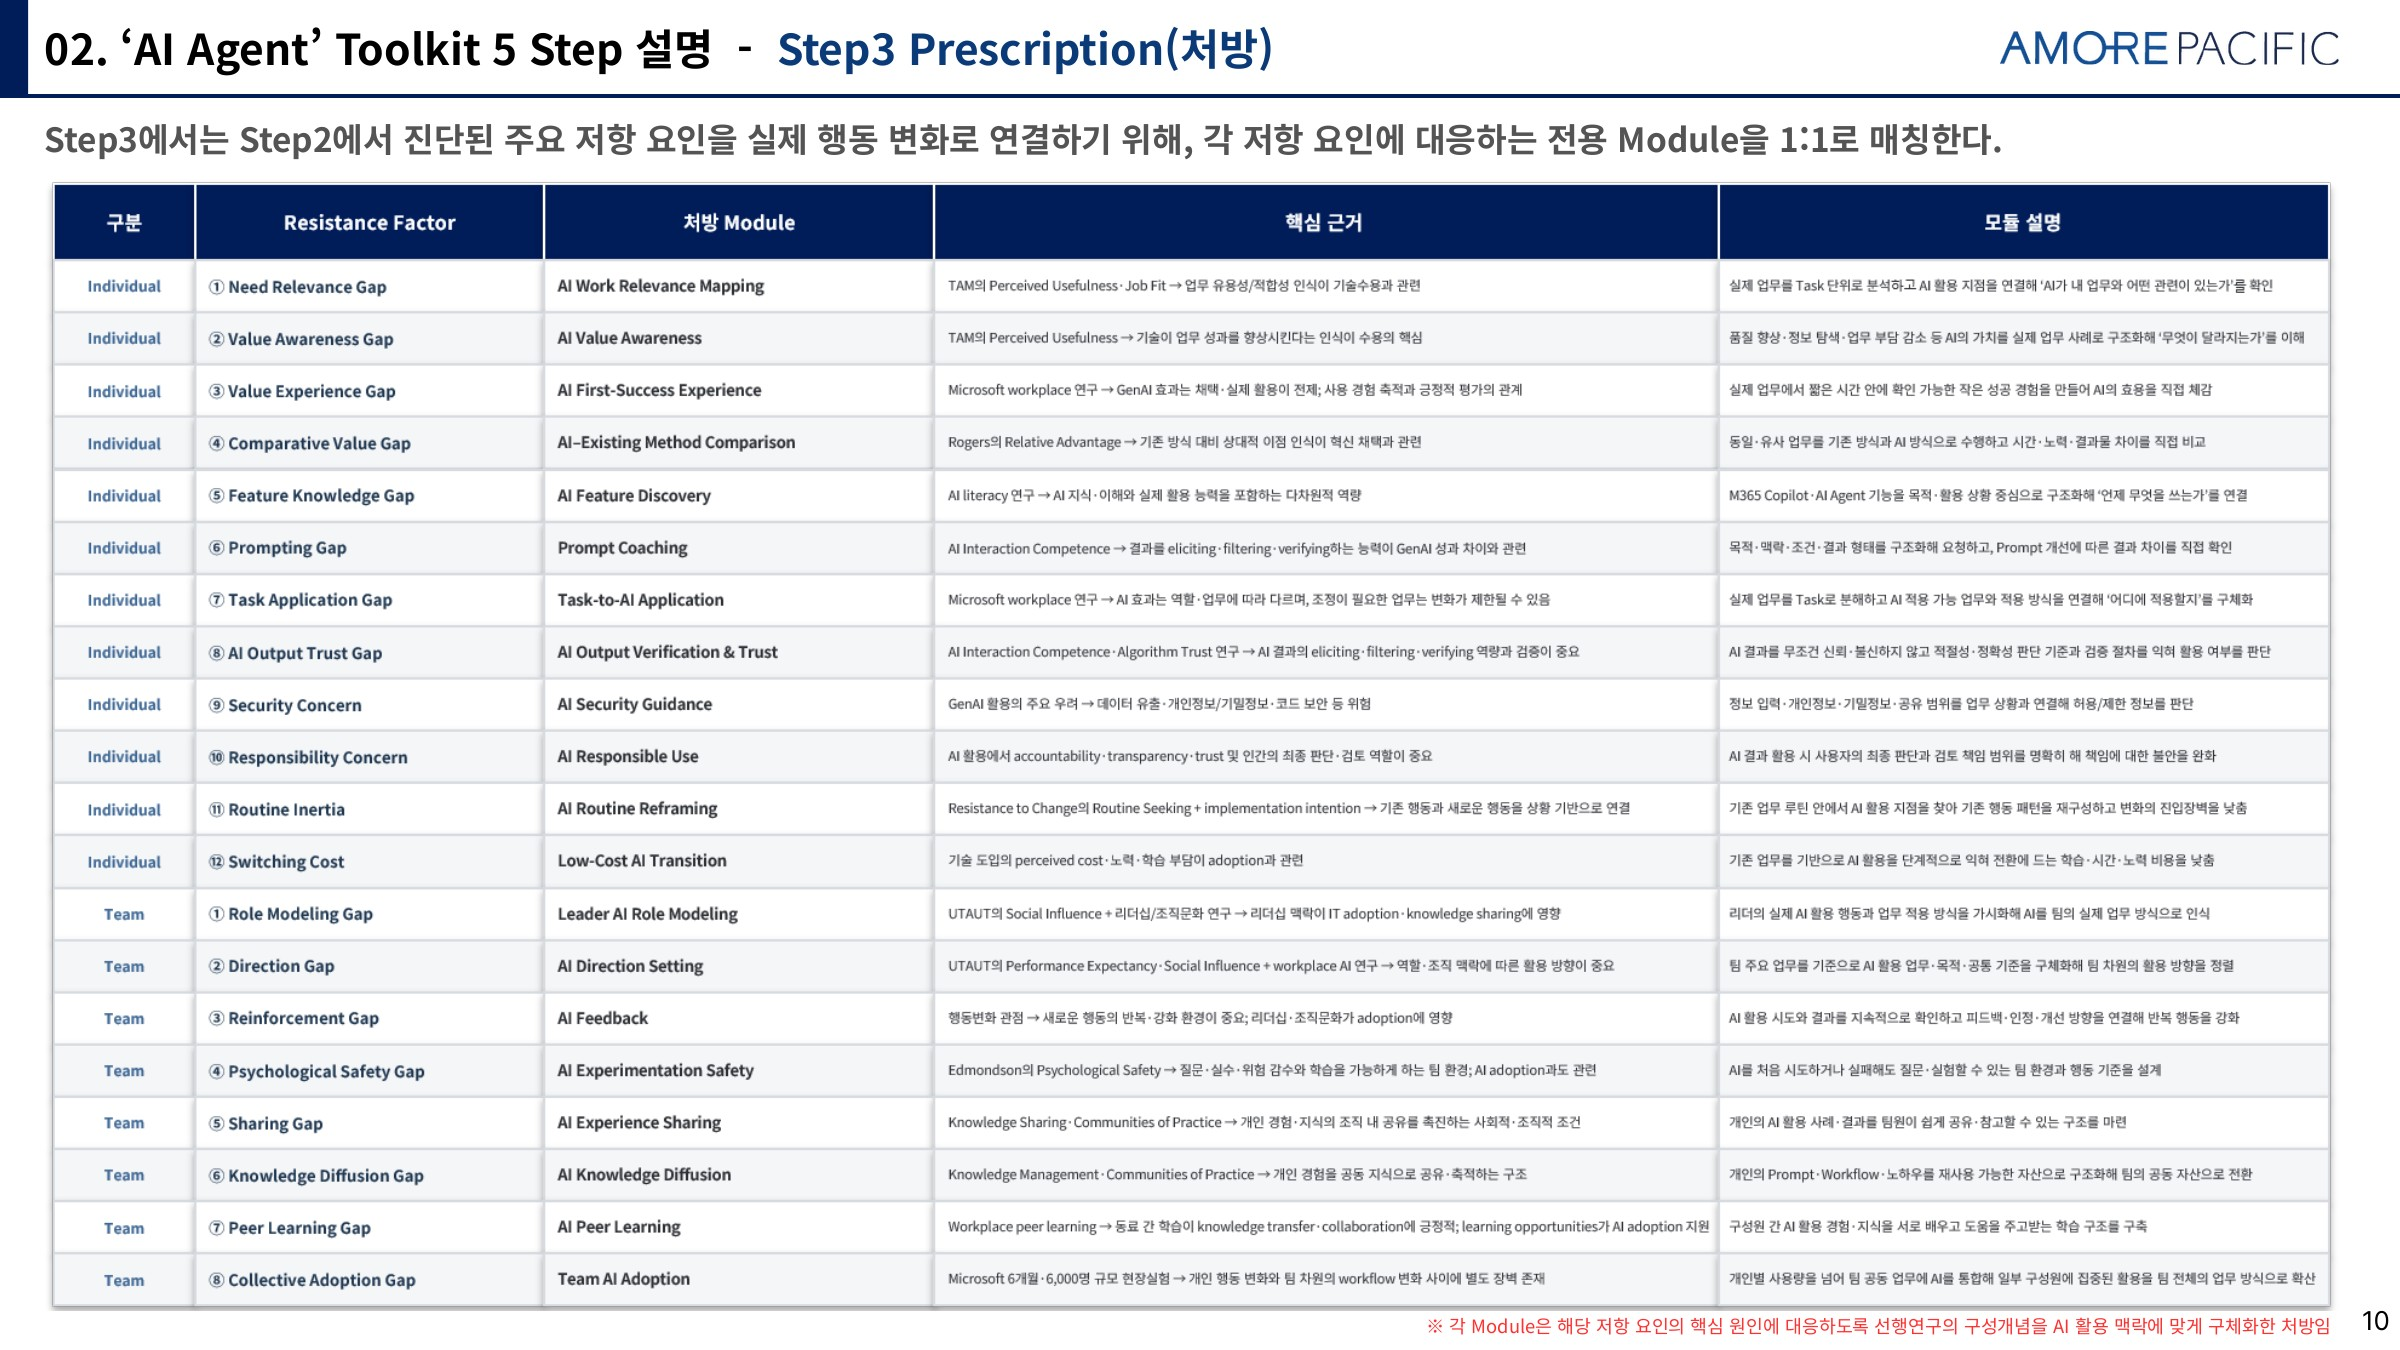 02. ‘AI Agent’ Toolkit 5 Step 설명 - Step3 Prescription(처방)
AMOREPACIFIC
Step3에서는 Step2에서 진단된 주요 저항 요인을 실제 행동 변화로 연결하기 위해, 각 저항 요인에 대응하는 전용 Module을 1:1로 매칭한다.
구분 Resistance Factor 처방 Module 핵심 근거 모듈 설명
Individual ① Need Relevance Gap AI Work Relevance Mapping TAM의 Perceived Usefulness·Job Fit → 업무 유용성/적합성 인식이 기술수용과 관련 실제 업무를 Task 단위로 분석하고 AI 활용 지점을 연결해 ‘AI가 내 업무와 어떤 관련이 있는가’를 확인
Individual ② Value Awareness Gap AI Value Awareness TAM의 Perceived Usefulness → 기술이 업무 성과를 향상시킨다는 인식이 수용의 핵심 품질 향상·정보 탐색·업무 부담 감소 등 AI의 가치를 실제 업무 사례로 구조화해 ‘무엇이 달라지는가’를 이해
Individual ③ Value Experience Gap AI First-Success Experience Microsoft workplace 연구 → GenAI 효과는 채택·실제 활용이 전제; 사용 경험 축적과 긍정적 평가의 관계 실제 업무에서 짧은 시간 안에 확인 가능한 작은 성공 경험을 만들어 AI의 효용을 직접 체감
Individual ④ Comparative Value Gap AI–Existing Method Comparison Rogers의 Relative Advantage → 기존 방식 대비 상대적 이점 인식이 혁신 채택과 관련 동일·유사 업무를 기존 방식과 AI 방식으로 수행하고 시간·노력·결과물 차이를 직접 비교
Individual ⑤ Feature Knowledge Gap AI Feature Discovery AI literacy 연구 → AI 지식·이해와 실제 활용 능력을 포함하는 다차원적 역량 M365 Copilot·AI Agent 기능을 목적·활용 상황 중심으로 구조화해 ‘언제 무엇을 쓰는가’를 연결
Individual ⑥ Prompting Gap Prompt Coaching AI Interaction Competence → 결과를 eliciting·filtering·verifying하는 능력이 GenAI 성과 차이와 관련 목적·맥락·조건·결과 형태를 구조화해 요청하고, Prompt 개선에 따른 결과 차이를 직접 확인
Individual ⑦ Task Application Gap Task-to-AI Application Microsoft workplace 연구 → AI 효과는 역할·업무에 따라 다르며, 조정이 필요한 업무는 변화가 제한될 수 있음 실제 업무를 Task로 분해하고 AI 적용 가능 업무와 적용 방식을 연결해 ‘어디에 적용할지’를 구체화
Individual ⑧ AI Output Trust Gap AI Output Verification & Trust AI Interaction Competence·Algorithm Trust 연구 → AI 결과의 eliciting·filtering·verifying 역량과 검증이 중요 AI 결과를 무조건 신뢰·불신하지 않고 적절성·정확성 판단 기준과 검증 절차를 익혀 활용 여부를 판단
Individual ⑨ Security Concern AI Security Guidance GenAI 활용의 주요 우려 → 데이터 유출·개인정보/기밀정보·코드 보안 등 위험 정보 입력·개인정보·기밀정보·공유 범위를 업무 상황과 연결해 허용/제한 정보를 판단
Individual ⑩ Responsibility Concern AI Responsible Use AI 활용에서 accountability·transparency·trust 및 인간의 최종 판단·검토 역할이 중요 AI 결과 활용 시 사용자의 최종 판단과 검토 책임 범위를 명확히 해 책임에 대한 불안을 완화
Individual ⑪ Routine Inertia AI Routine Reframing Resistance to Change의 Routine Seeking + implementation intention → 기존 행동과 새로운 행동을 상황 기반으로 연결 기존 업무 루틴 안에서 AI 활용 지점을 찾아 기존 행동 패턴을 재구성하고 변화의 진입장벽을 낮춤
Individual ⑫ Switching Cost Low-Cost AI Transition 기술 도입의 perceived cost·노력·학습 부담이 adoption과 관련 기존 업무를 기반으로 AI 활용을 단계적으로 익혀 전환에 드는 학습·시간·노력 비용을 낮춤
Team ① Role Modeling Gap Leader AI Role Modeling UTAUT의 Social Influence + 리더십/조직문화 연구 → 리더십 맥락이 IT adoption·knowledge sharing에 영향 리더의 실제 AI 활용 행동과 업무 적용 방식을 가시화해 AI를 팀의 실제 업무 방식으로 인식
Team ② Direction Gap AI Direction Setting UTAUT의 Performance Expectancy·Social Influence + workplace AI 연구 → 역할·조직 맥락에 따른 활용 방향이 중요 팀 주요 업무를 기준으로 AI 활용 업무·목적·공통 기준을 구체화해 팀 차원의 활용 방향을 정렬
Team ③ Reinforcement Gap AI Feedback 행동변화 관점 → 새로운 행동의 반복·강화 환경이 중요; 리더십·조직문화가 adoption에 영향 AI 활용 시도와 결과를 지속적으로 확인하고 피드백·인정·개선 방향을 연결해 반복 행동을 강화
Team ④ Psychological Safety Gap AI Experimentation Safety Edmondson의 Psychological Safety → 질문·실수·위험 감수와 학습을 가능하게 하는 팀 환경; AI adoption과도 관련 AI를 처음 시도하거나 실패해도 질문·실험할 수 있는 팀 환경과 행동 기준을 설계
Team ⑤ Sharing Gap AI Experience Sharing Knowledge Sharing·Communities of Practice → 개인 경험·지식의 조직 내 공유를 촉진하는 사회적·조직적 조건 개인의 AI 활용 사례·결과를 팀원이 쉽게 공유·참고할 수 있는 구조를 마련
Team ⑥ Knowledge Diffusion Gap AI Knowledge Diffusion Knowledge Management·Communities of Practice → 개인 경험을 공동 지식으로 공유·축적하는 구조 개인의 Prompt·Workflow·노하우를 재사용 가능한 자산으로 구조화해 팀의 공동 자산으로 전환
Team ⑦ Peer Learning Gap AI Peer Learning Workplace peer learning → 동료 간 학습이 knowledge transfer·collaboration에 긍정적; learning opportunities가 AI adoption 지원 구성원 간 AI 활용 경험·지식을 서로 배우고 도움을 주고받는 학습 구조를 구축
Team ⑧ Collective Adoption Gap Team AI Adoption Microsoft 6개월·6,000명 규모 현장실험 → 개인 행동 변화와 팀 차원의 workflow 변화 사이에 별도 장벽 존재 개인별 사용량을 넘어 팀 공동 업무에 AI를 통합해 일부 구성원에 집중된 활용을 팀 전체의 업무 방식으로 확산
※ 각 Module은 해당 저항 요인의 핵심 원인에 대응하도록 선행연구의 구성개념을 AI 활용 맥락에 맞게 구체화한 처방임
10